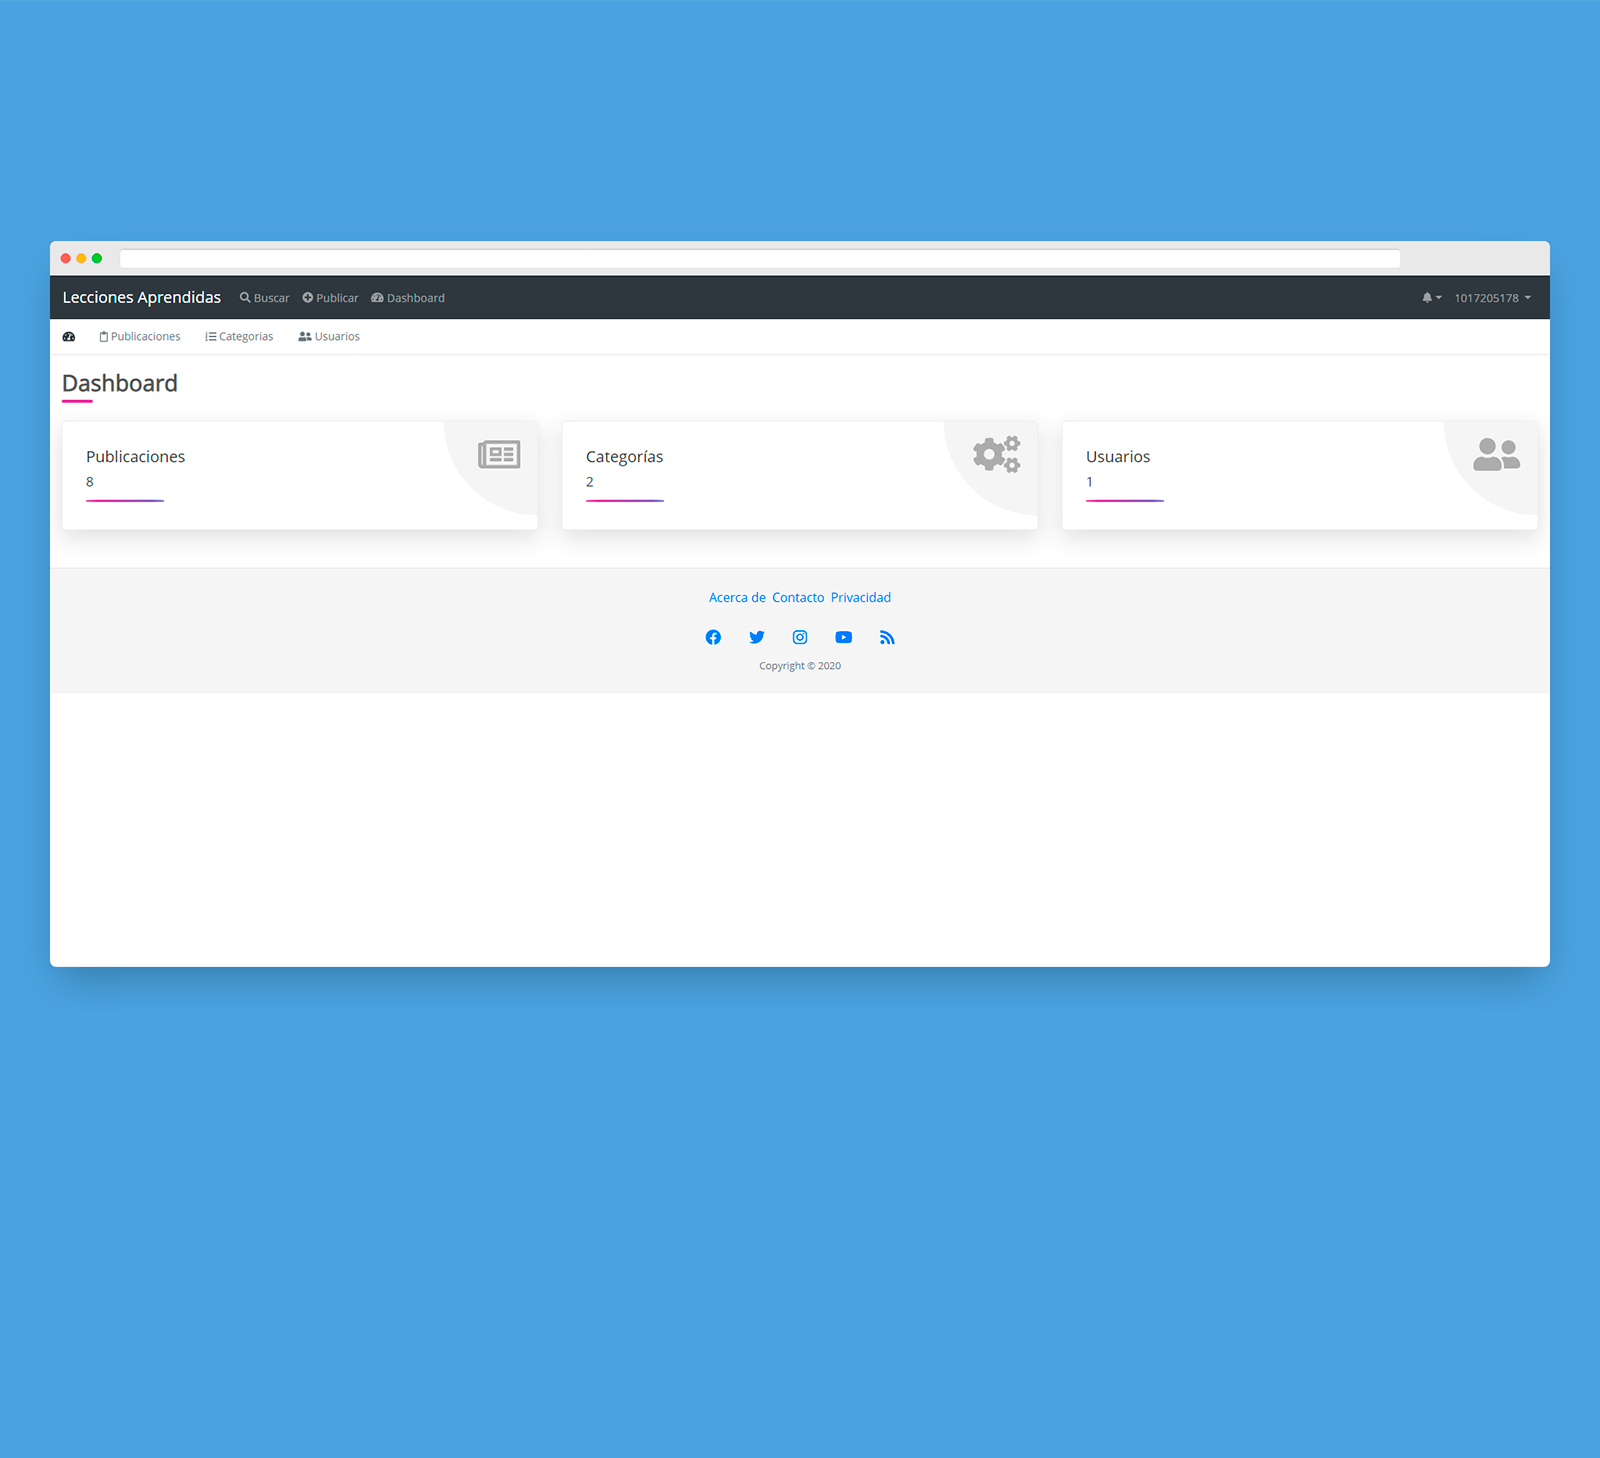 Lecciones Aprendidas Buscar Publicar Dashboard 1017205178
Publicaciones Categorias Usuarios
Dashboard
Publicaciones
8
Categorías
2
Usuarios
1
Acerca de Contacto Privacidad
Copyright © 2020